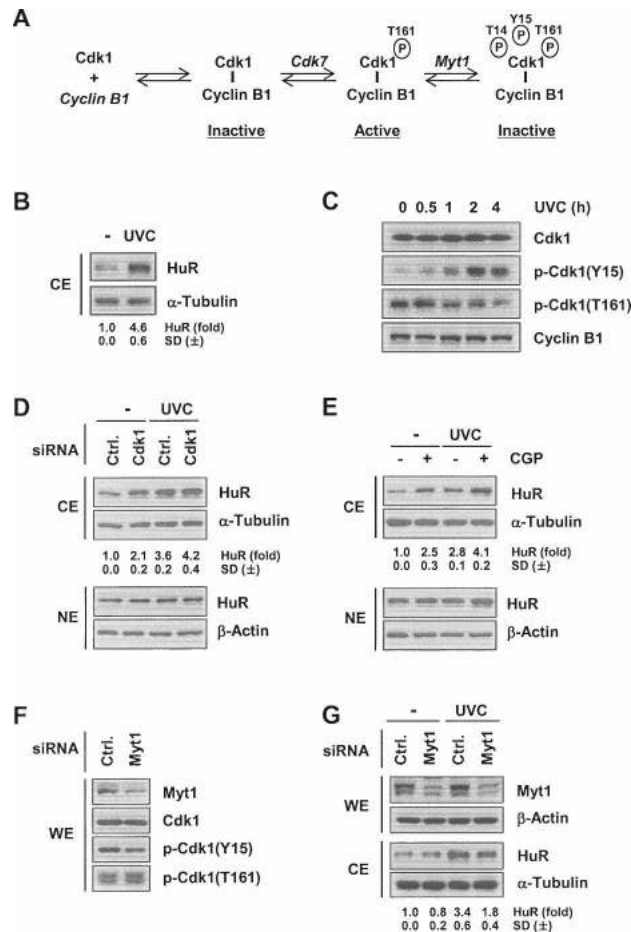 A
Cdk1
+
Cyclin B1
Cdk1
Cyclin B1
Inactive
Cdk7
T161
P
Cdk1
Cyclin B1
Active
Myt1
T14
Y15
T161
P
P
P
Cdk1
Cyclin B1
Inactive
B
- UVC
CE
HuR
α-Tubulin
1.0 4.6 HuR (fold)
0.0 0.6 SD (±)
C
0 0.5 1 2 4 UVC (h)
Cdk1
p-Cdk1(Y15)
p-Cdk1(T161)
Cyclin B1
D
- UVC
siRNA Ctrl. Cdk1 Ctrl. Cdk1
CE
HuR
α-Tubulin
1.0 2.1 3.6 4.2 HuR (fold)
0.0 0.2 0.2 0.4 SD (±)
NE
HuR
β-Actin
E
- UVC
- + - + CGP
CE
HuR
α-Tubulin
1.0 2.5 2.8 4.1 HuR (fold)
0.0 0.3 0.1 0.2 SD (±)
NE
HuR
β-Actin
F
siRNA Ctrl. Myt1
WE
Myt1
Cdk1
p-Cdk1(Y15)
p-Cdk1(T161)
G
- UVC
siRNA Ctrl. Myt1 Ctrl. Myt1
WE
Myt1
β-Actin
CE
HuR
α-Tubulin
1.0 0.8 3.4 1.8 HuR (fold)
0.0 0.2 0.6 0.4 SD (±)